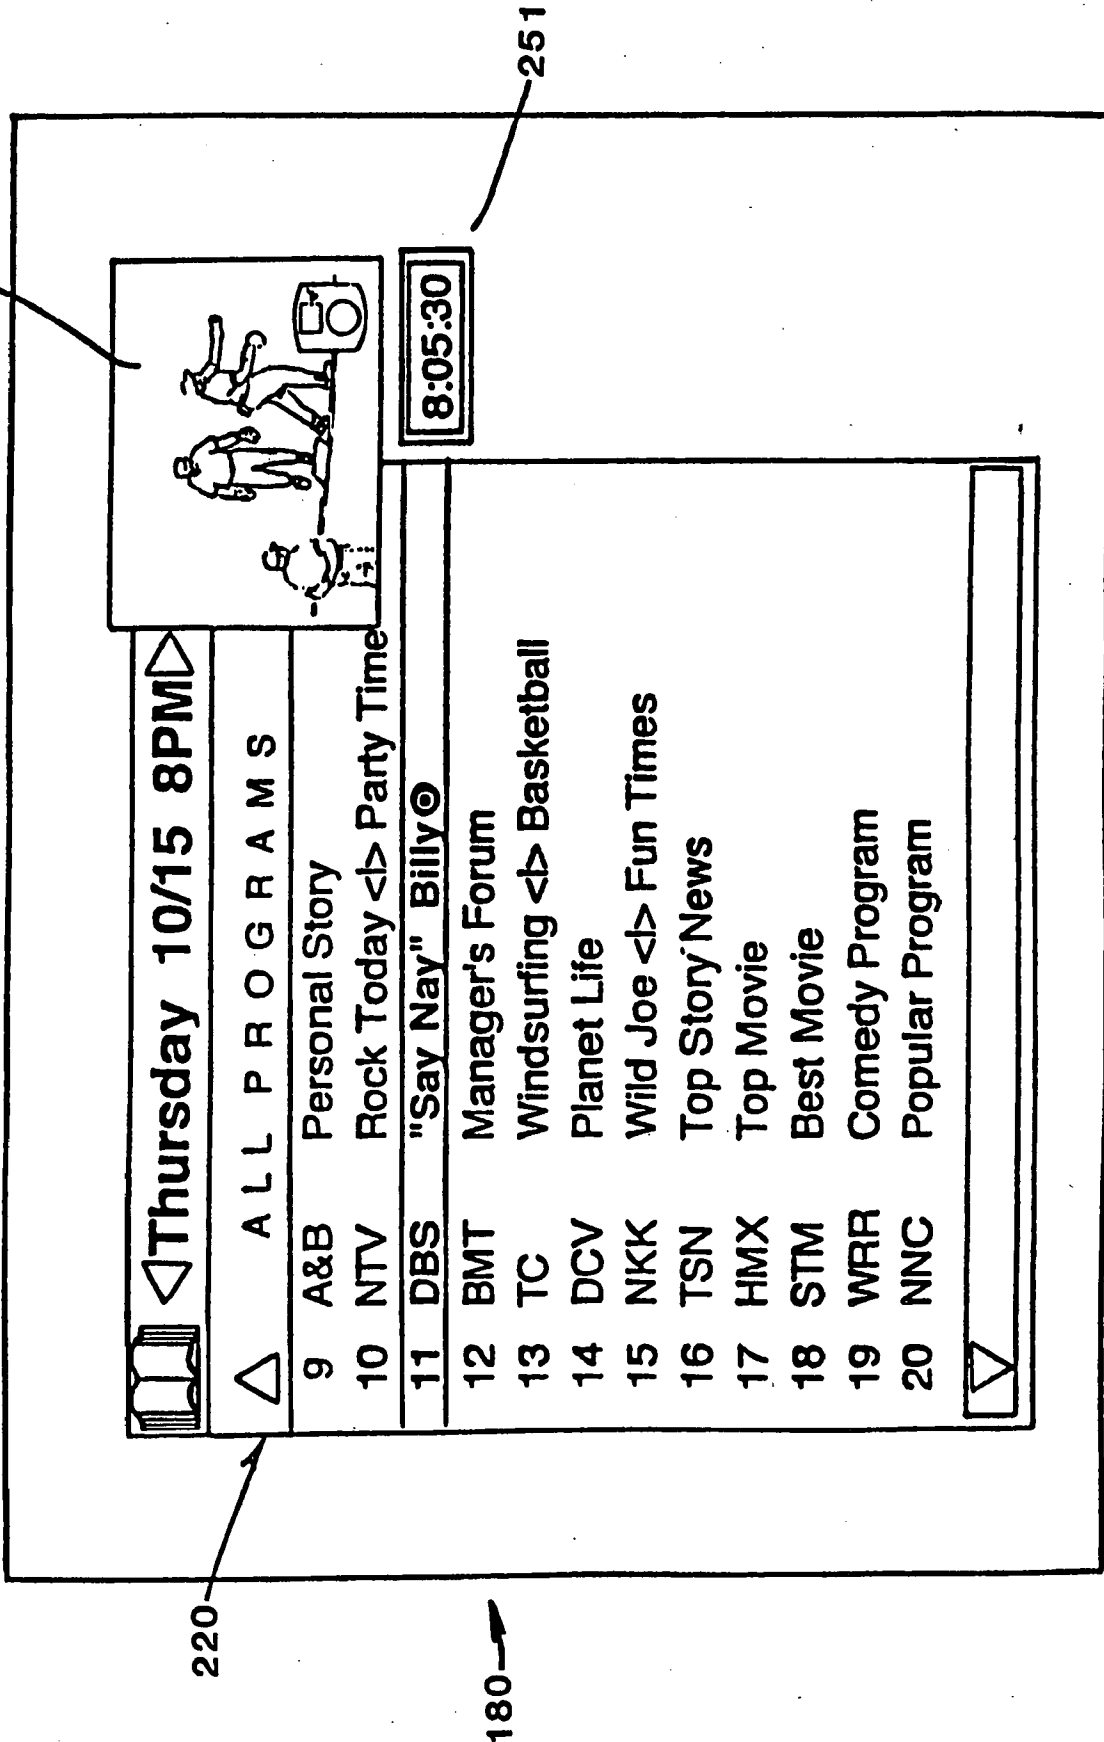 Thursday 10/15 8PM
ALL PROGRAMS
9 A&B Personal Story
10 NTV Rock Today <|> Party Time
11 DBS "Say Nay" Billy
12 BMT Manager's Forum
13 TC Windsurfing <|> Basketball
14 DCV Planet Life
15 NKK Wild Joe <|> Fun Times
16 TSN Top Story News
17 HMX Top Movie
18 STM Best Movie
19 WRR Comedy Program
20 NNC Popular Program
8:05:30
220
180
251